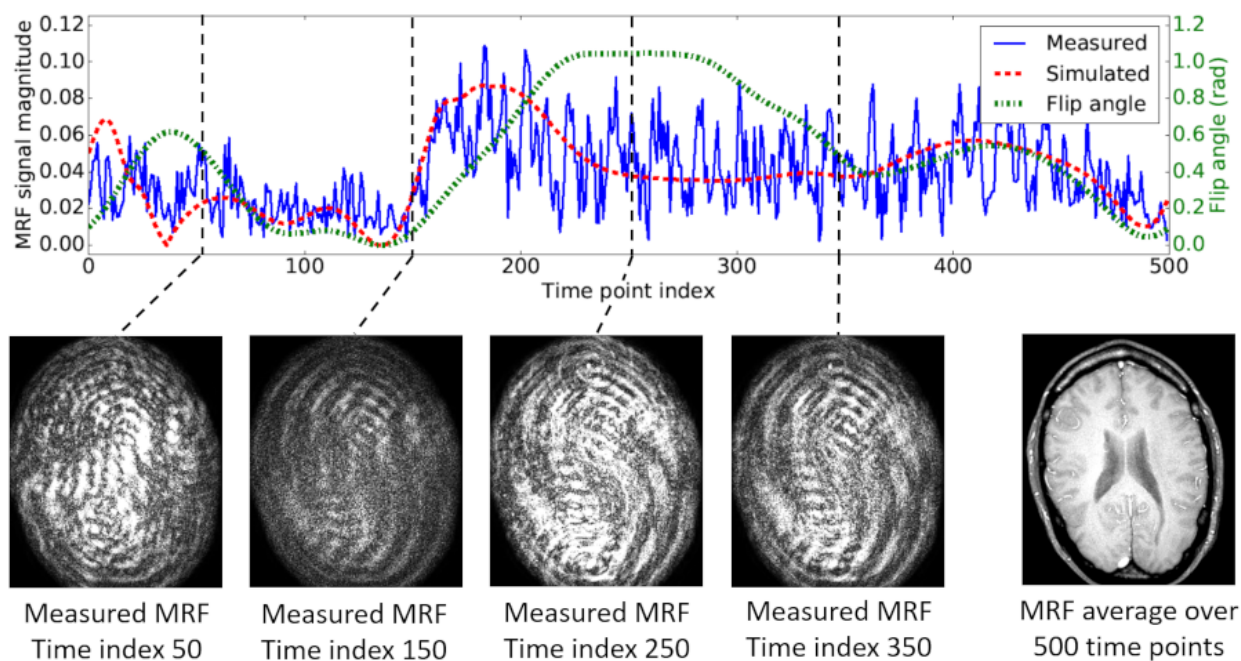 0.12
0.10
0.08
0.06
0.04
0.02
0.00
MRF signal magnitude
Measured
Simulated
Flip angle
1.2
1.0
0.8
0.6
0.4
0.2
0.0
Flip angle (rad)
0 100 200 300 400 500
Time point index
Measured MRF
Time index 50
Measured MRF
Time index 150
Measured MRF
Time index 250
Measured MRF
Time index 350
MRF average over
500 time points